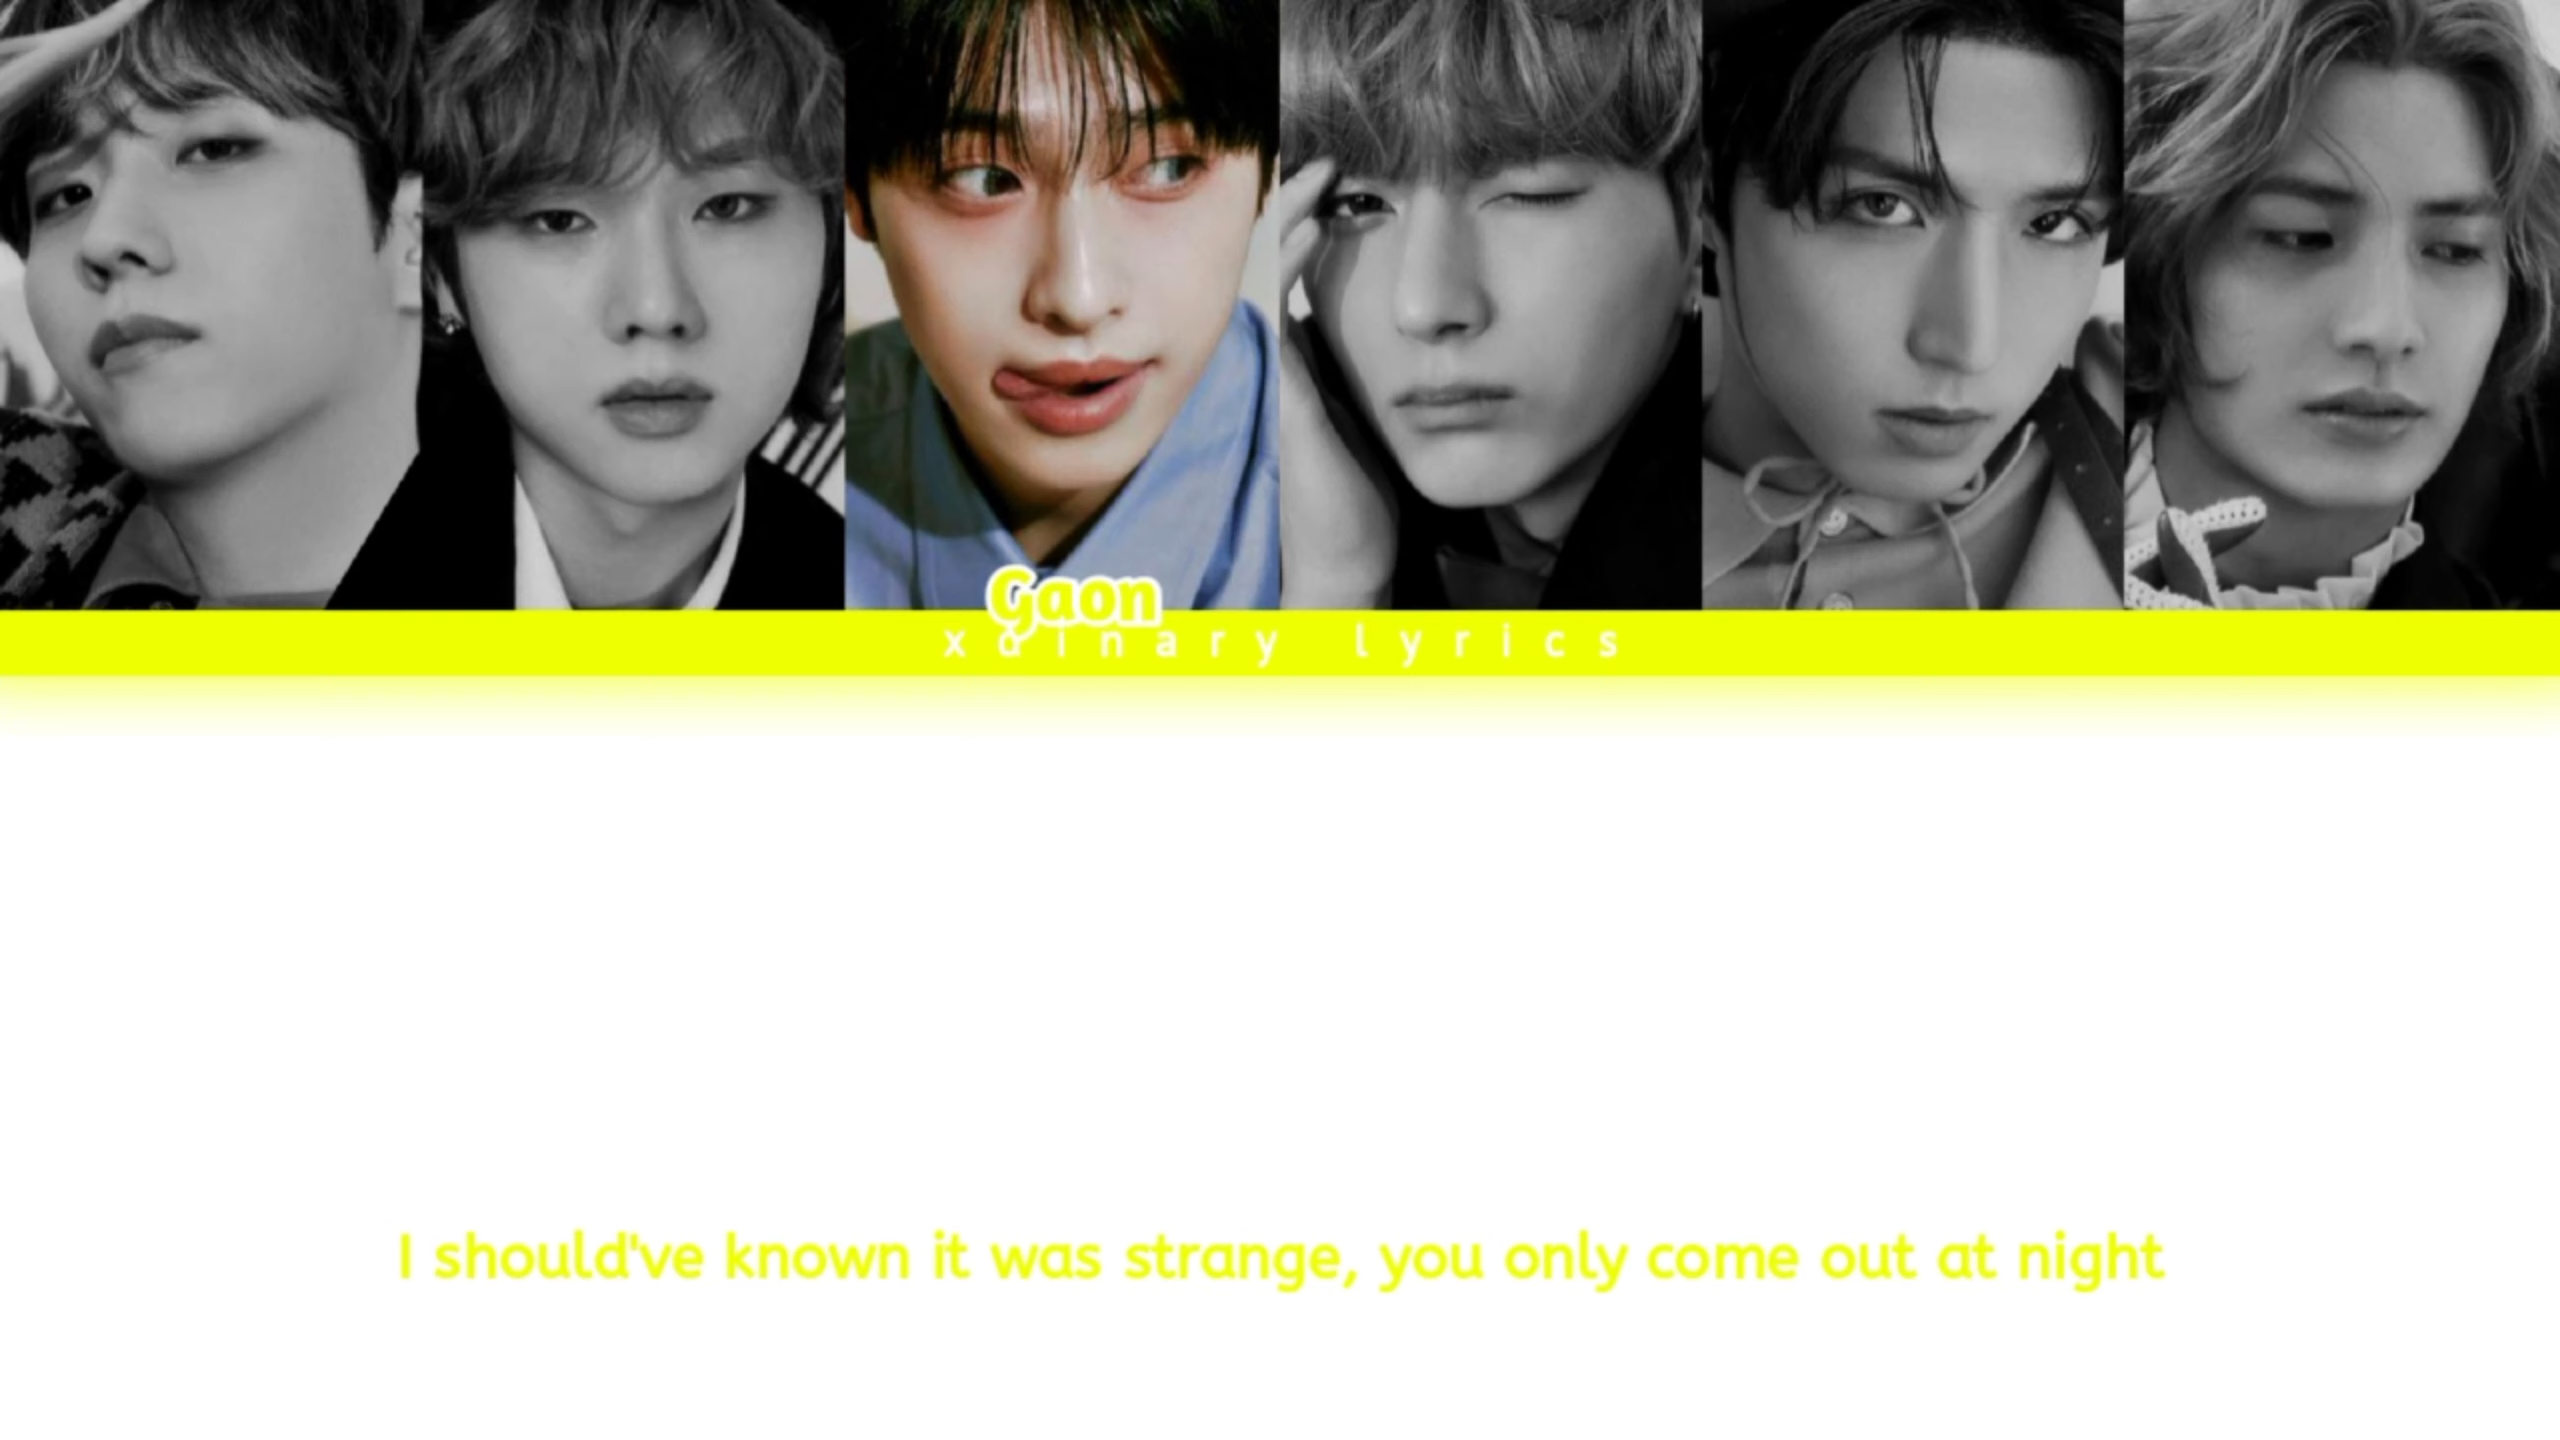 Gaon
xdinary lyrics
I should've known it was strange, you only come out at night